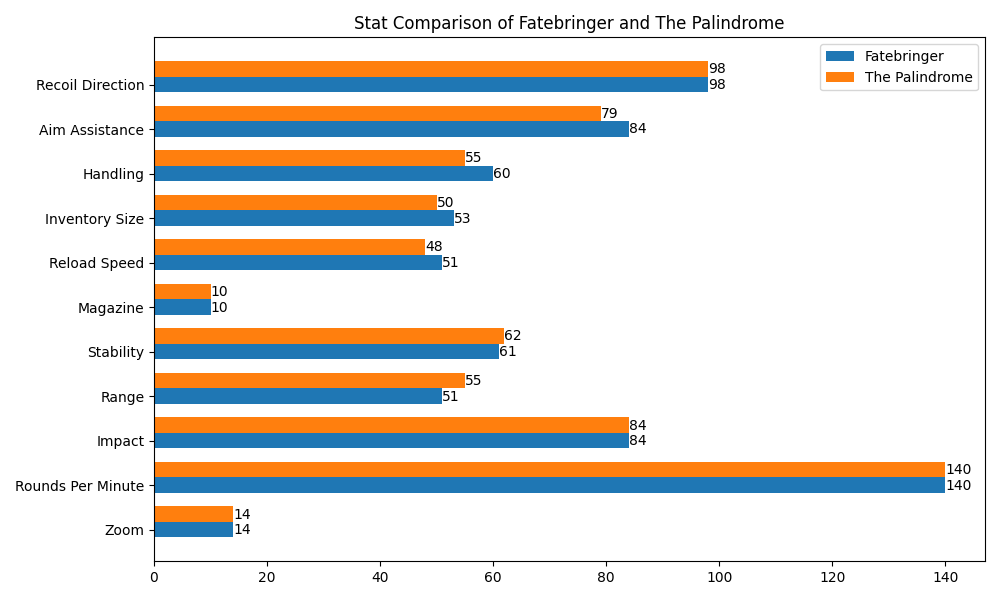 Stat Comparison of Fatebringer and The Palindrome
Fatebringer
The Palindrome
Recoil Direction
98
98
Aim Assistance
79
84
Handling
55
60
Inventory Size
50
53
Reload Speed
48
51
Magazine
10
10
Stability
62
61
Range
55
51
Impact
84
84
Rounds Per Minute
140
140
Zoom
14
14
0 20 40 60 80 100 120 140